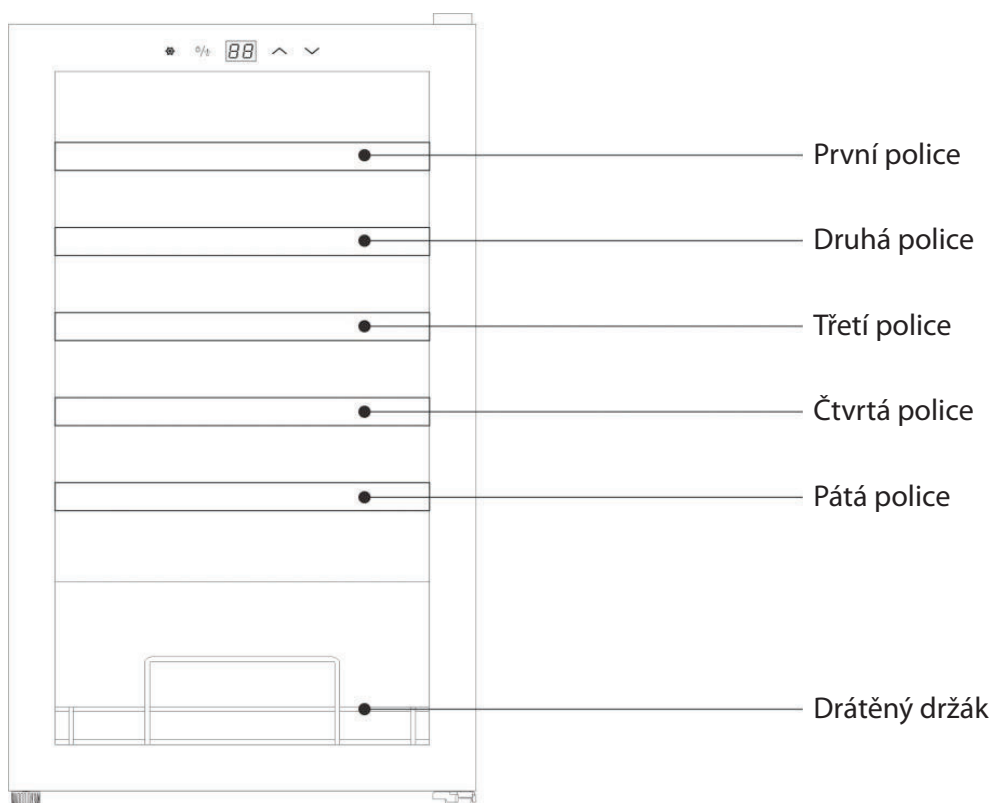 88
První police
Druhá police
Třetí police
Čtvrtá police
Pátá police
Drátěný držák